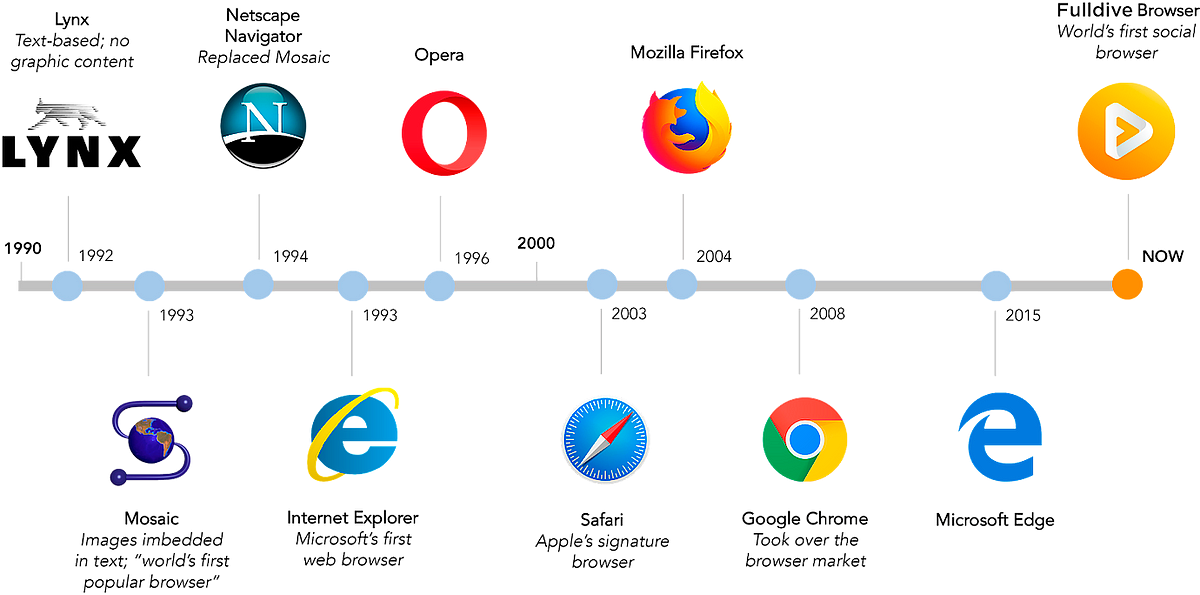 Lynx
Text-based; no
graphic content
LYNX
Netscape
Navigator
Replaced Mosaic
N
Opera
Mozilla Firefox
Fulldive Browser
World's first social
browser
1990
1992
1994
1996
2000
2004
NOW
1993
1993
2003
2008
2015
Mosaic
Images imbedded
in text; "world's first
popular browser"
Internet Explorer
Microsoft's first
web browser
Safari
Apple's signature
browser
Google Chrome
Took over the
browser market
Microsoft Edge